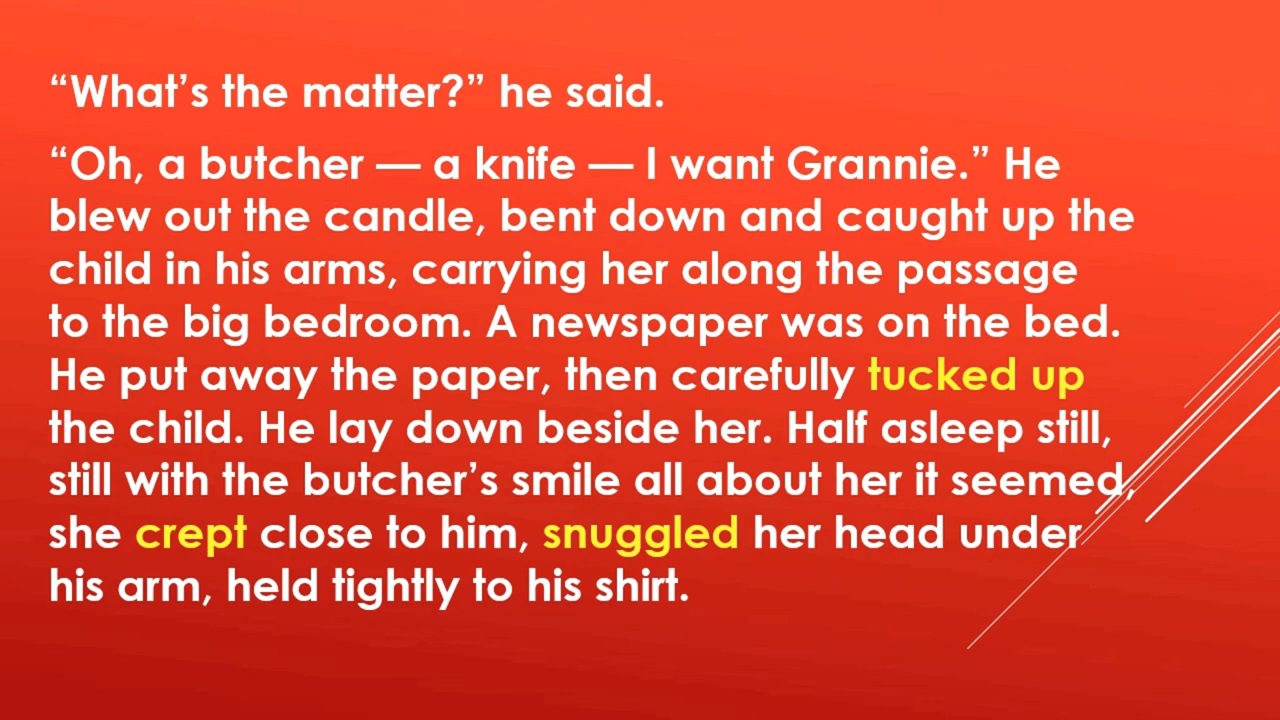 “What’s the matter?” he said.
“Oh, a butcher — a knife — I want Grannie.” He
blew out the candle, bent down and caught up the
child in his arms, carrying her along the passage
to the big bedroom. A newspaper was on the bed.
He put away the paper, then carefully tucked up
the child. He lay down beside her. Half asleep still,
still with the butcher’s smile all about her it seemed,
she crept close to him, snuggled her head under
his arm, held tightly to his shirt.